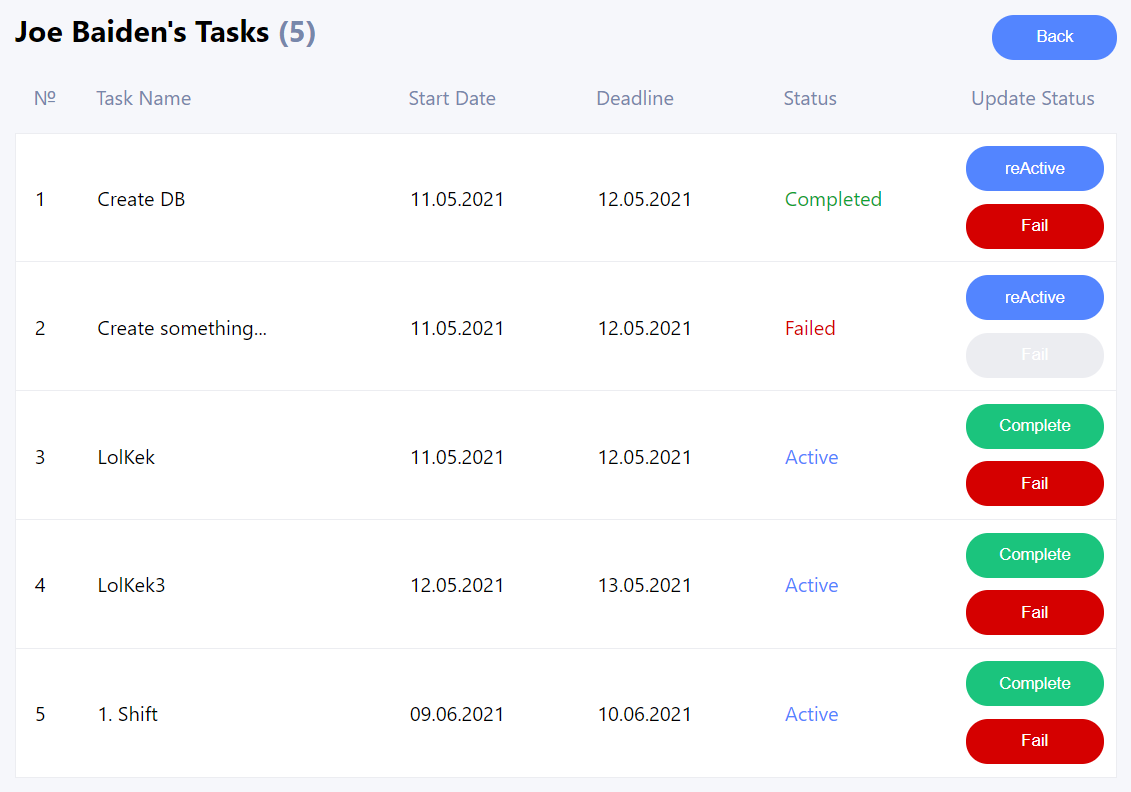 Joe Baiden's Tasks (5)
Back
№ Task Name Start Date Deadline Status Update Status
1 Create DB 11.05.2021 12.05.2021 Completed reActive
Fail
2 Create something... 11.05.2021 12.05.2021 Failed reActive
Fail
3 LolKek 11.05.2021 12.05.2021 Active Complete
Fail
4 LolKek3 12.05.2021 13.05.2021 Active Complete
Fail
5 1. Shift 09.06.2021 10.06.2021 Active Complete
Fail